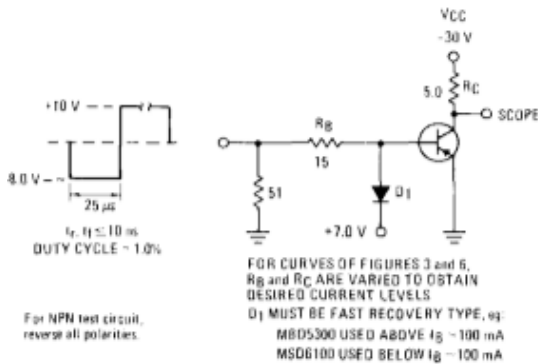 VCC
-30 V
+10 V
RC
5.0
SCOPE
RB
15
8.0 V
51
D1
25 µs
+7.0 V
tr, tf ≤ 10 ns
DUTY CYCLE ~ 1.0%
FOR CURVES OF FIGURES 3 and 6,
RB and RC ARE VARIED TO OBTAIN
DESIRED CURRENT LEVELS
D1 MUST BE FAST RECOVERY TYPE, eg:
MBD5300 USED ABOVE IB ~ 100 mA
MSD6100 USED BELOW IB ~ 100 mA
For NPN test circuit,
reverse all polarities.